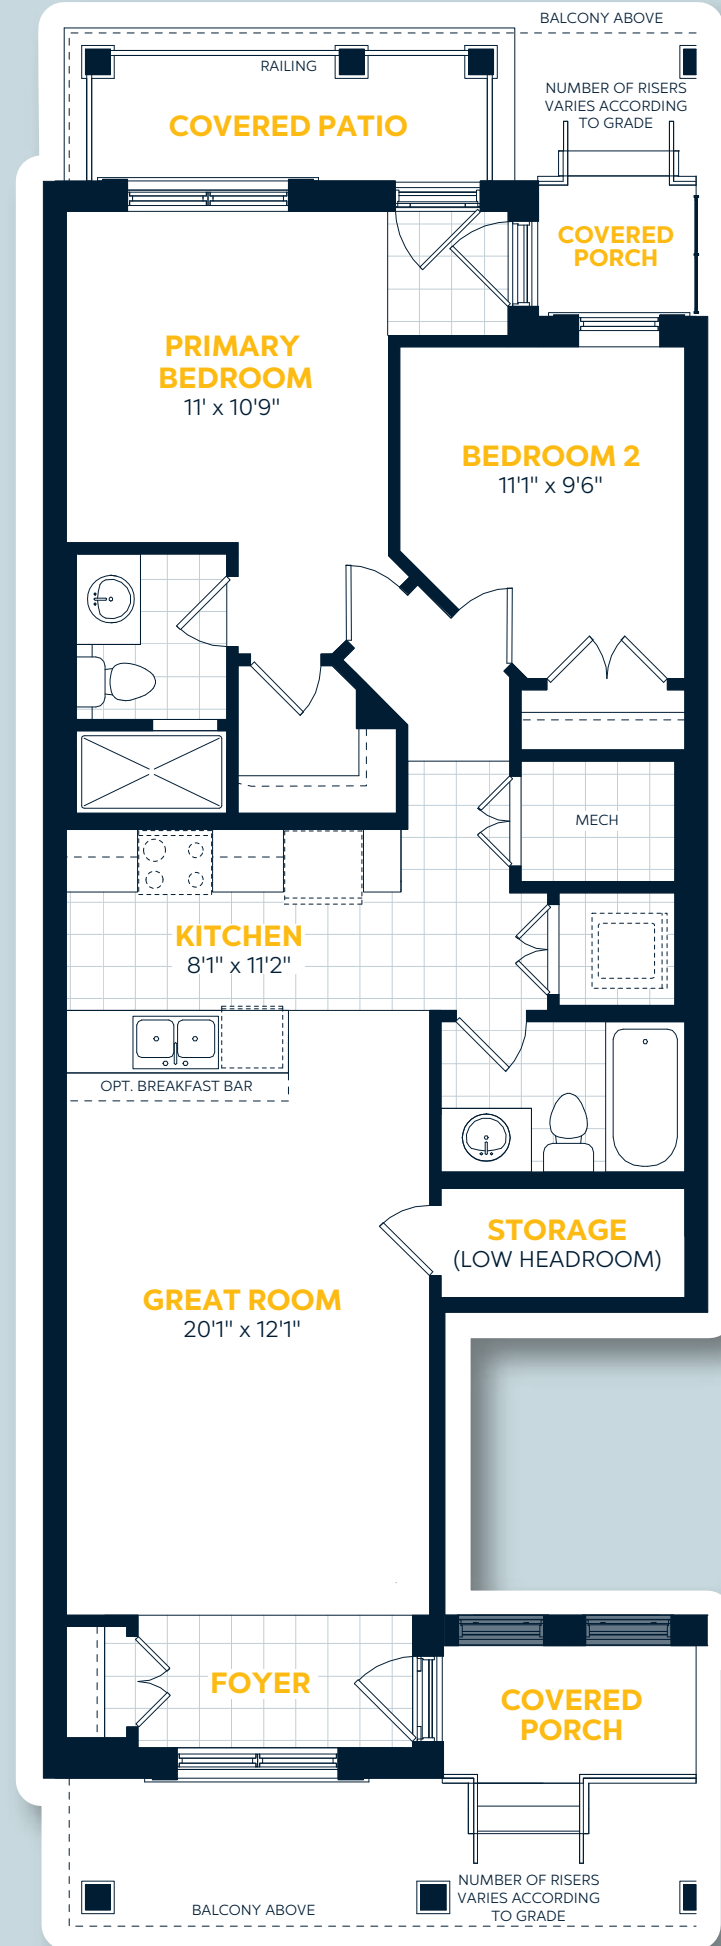 BALCONY ABOVE
RAILING
NUMBER OF RISERS
VARIES ACCORDING
TO GRADE
COVERED PATIO
COVERED
PORCH
PRIMARY
BEDROOM
11' x 10'9"
BEDROOM 2
11'1" x 9'6"
MECH
KITCHEN
8'1" x 11'2"
OPT. BREAKFAST BAR
STORAGE
(LOW HEADROOM)
GREAT ROOM
20'1" x 12'1"
FOYER
COVERED
PORCH
NUMBER OF RISERS
VARIES ACCORDING
TO GRADE
BALCONY ABOVE